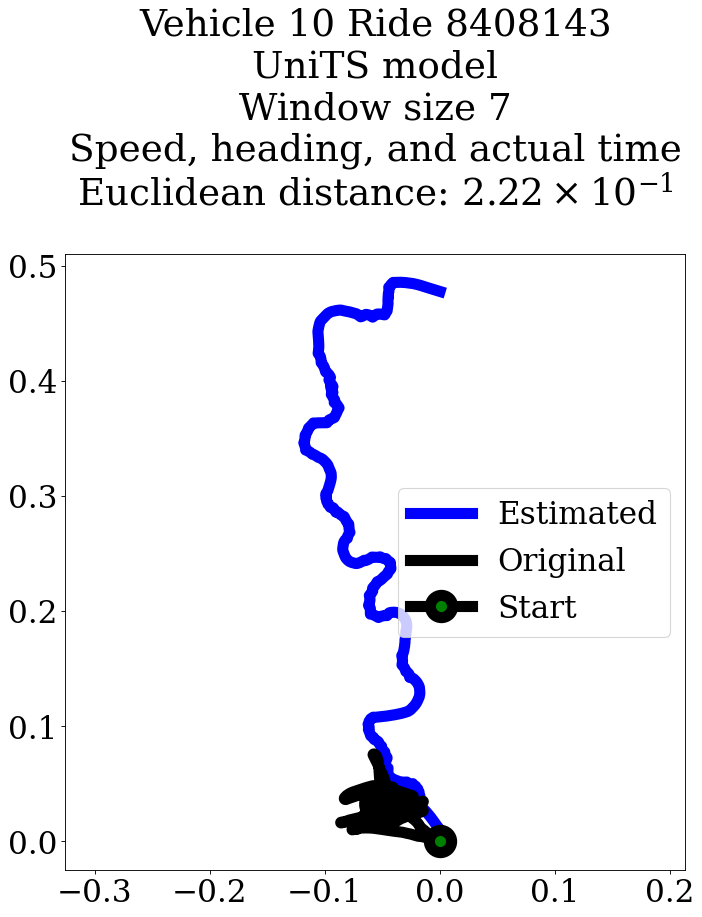 Vehicle 10 Ride 8408143
UniTS model
Window size 7
Speed, heading, and actual time
Euclidean distance: 2.22 × 10⁻¹
0.5
0.4
0.3
0.2
0.1
0.0
Estimated
Original
Start
−0.3 −0.2 −0.1 0.0 0.1 0.2